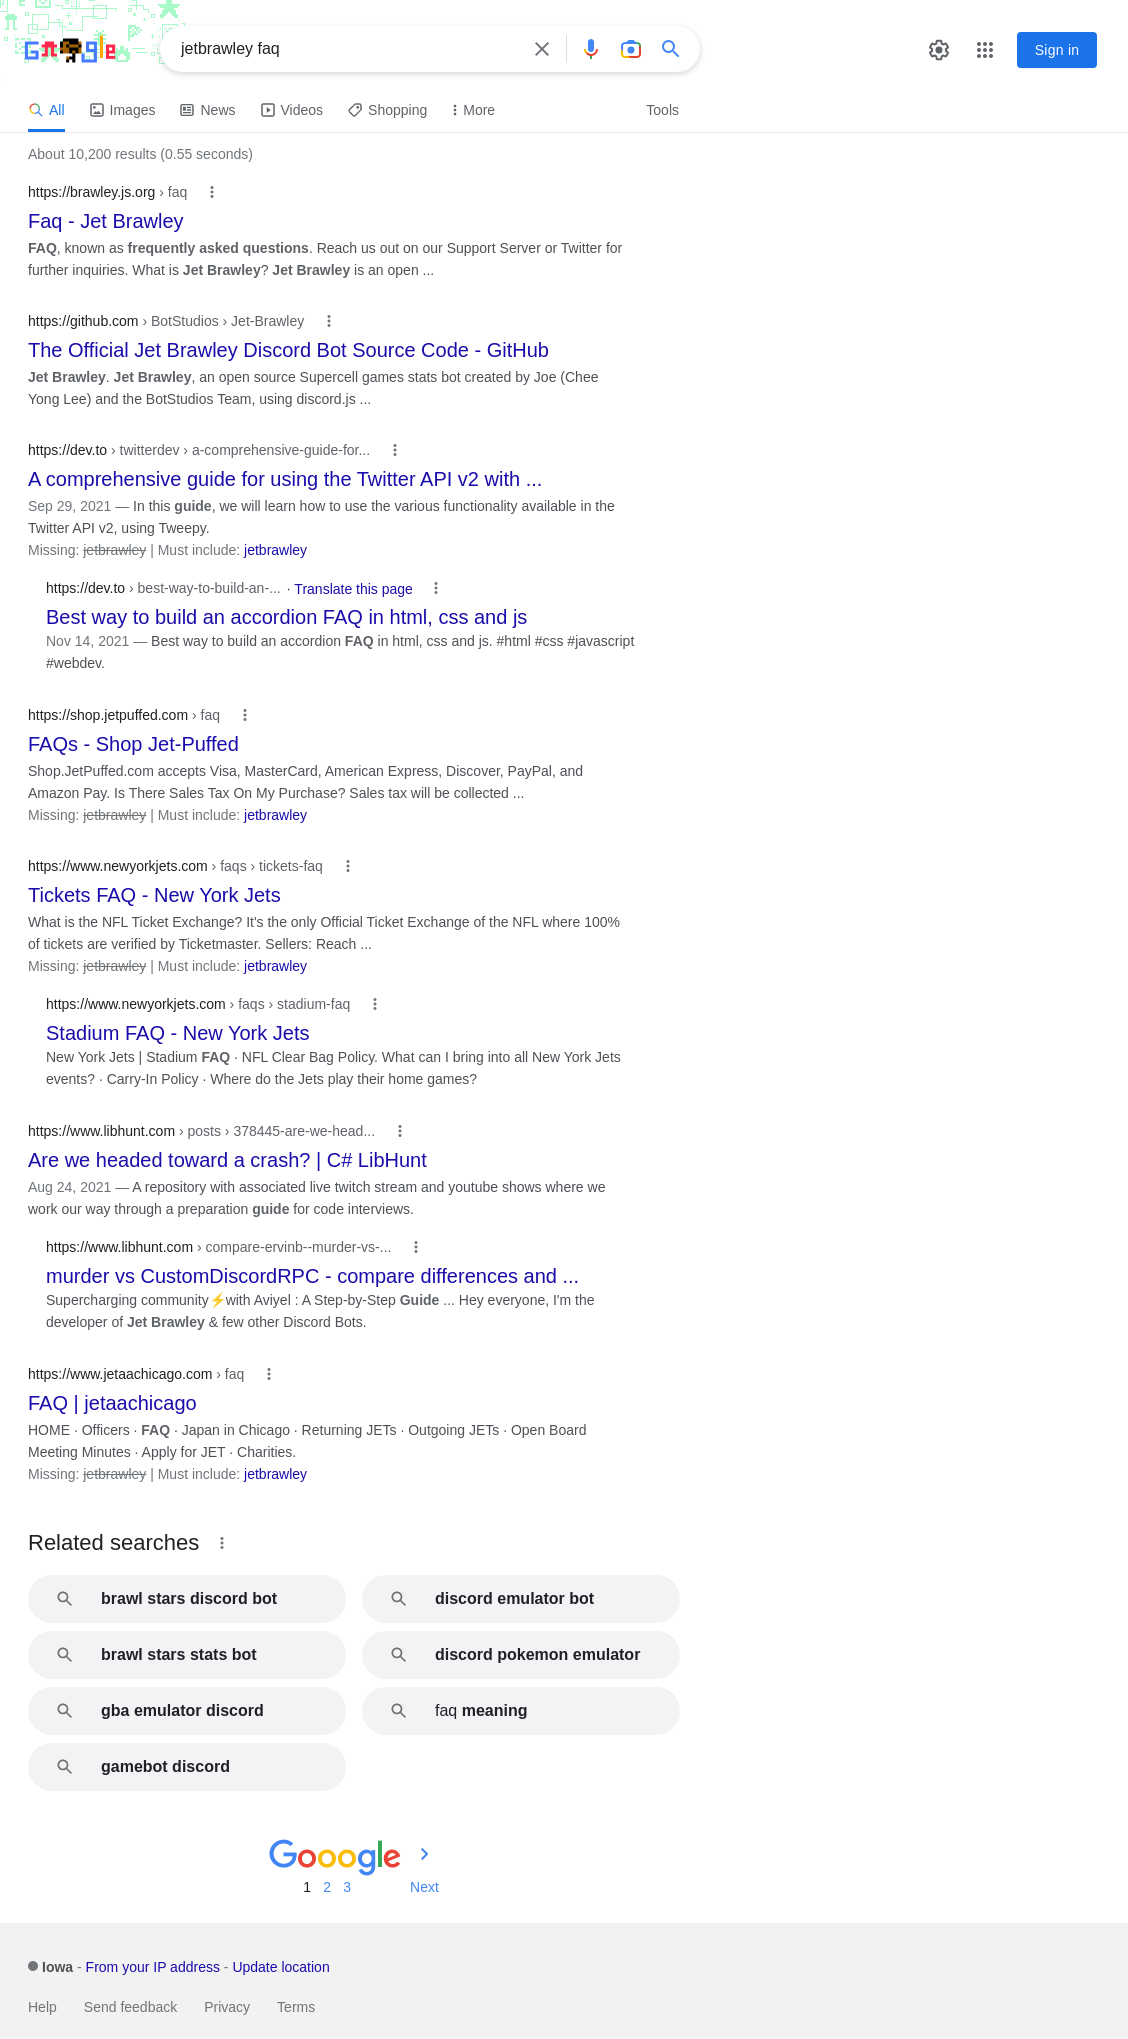 Google
jetbrawley faq
Sign in
All
Images
News
Videos
Shopping
More
Tools
About 10,200 results (0.55 seconds)
https://brawley.js.org › faq
Faq - Jet Brawley
FAQ, known as frequently asked questions. Reach us out on our Support Server or Twitter for
further inquiries. What is Jet Brawley? Jet Brawley is an open ...
https://github.com › BotStudios › Jet-Brawley
The Official Jet Brawley Discord Bot Source Code - GitHub
Jet Brawley. Jet Brawley, an open source Supercell games stats bot created by Joe (Chee
Yong Lee) and the BotStudios Team, using discord.js ...
https://dev.to › twitterdev › a-comprehensive-guide-for...
A comprehensive guide for using the Twitter API v2 with ...
Sep 29, 2021 — In this guide, we will learn how to use the various functionality available in the
Twitter API v2, using Tweepy.
Missing: jetbrawley | Must include: jetbrawley
https://dev.to › best-way-to-build-an-... · Translate this page
Best way to build an accordion FAQ in html, css and js
Nov 14, 2021 — Best way to build an accordion FAQ in html, css and js. #html #css #javascript
#webdev.
https://shop.jetpuffed.com › faq
FAQs - Shop Jet-Puffed
Shop.JetPuffed.com accepts Visa, MasterCard, American Express, Discover, PayPal, and
Amazon Pay. Is There Sales Tax On My Purchase? Sales tax will be collected ...
Missing: jetbrawley | Must include: jetbrawley
https://www.newyorkjets.com › faqs › tickets-faq
Tickets FAQ - New York Jets
What is the NFL Ticket Exchange? It's the only Official Ticket Exchange of the NFL where 100%
of tickets are verified by Ticketmaster. Sellers: Reach ...
Missing: jetbrawley | Must include: jetbrawley
https://www.newyorkjets.com › faqs › stadium-faq
Stadium FAQ - New York Jets
New York Jets | Stadium FAQ · NFL Clear Bag Policy. What can I bring into all New York Jets
events? · Carry-In Policy · Where do the Jets play their home games?
https://www.libhunt.com › posts › 378445-are-we-head...
Are we headed toward a crash? | C# LibHunt
Aug 24, 2021 — A repository with associated live twitch stream and youtube shows where we
work our way through a preparation guide for code interviews.
https://www.libhunt.com › compare-ervinb--murder-vs-...
murder vs CustomDiscordRPC - compare differences and ...
Supercharging community⚡with Aviyel : A Step-by-Step Guide ... Hey everyone, I'm the
developer of Jet Brawley & few other Discord Bots.
https://www.jetaachicago.com › faq
FAQ | jetaachicago
HOME · Officers · FAQ · Japan in Chicago · Returning JETs · Outgoing JETs · Open Board
Meeting Minutes · Apply for JET · Charities.
Missing: jetbrawley | Must include: jetbrawley
Related searches
brawl stars discord bot
discord emulator bot
brawl stars stats bot
discord pokemon emulator
gba emulator discord
faq meaning
gamebot discord
Gooogle
1 2 3 Next
Iowa - From your IP address - Update location
Help Send feedback Privacy Terms